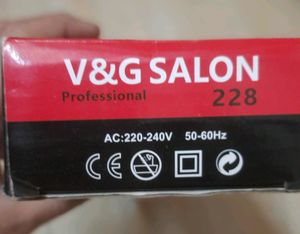 V&G SALON
Professional 228
AC:220-240V 50-60Hz
CE